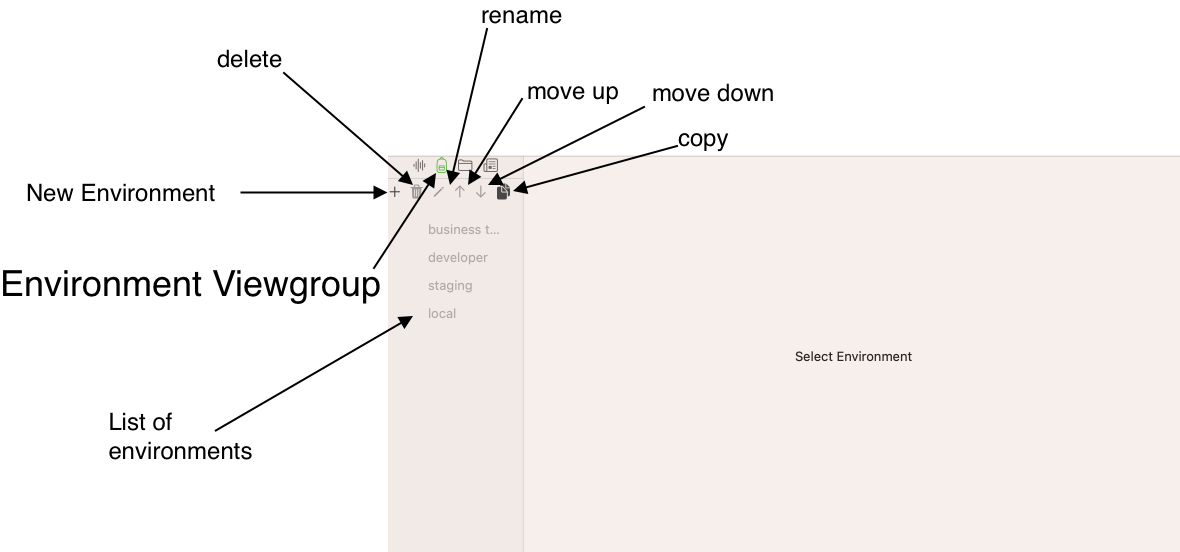 rename
delete
move up
move down
copy
New Environment
business t...
developer
Environment Viewgroup
staging
local
Select Environment
List of
environments